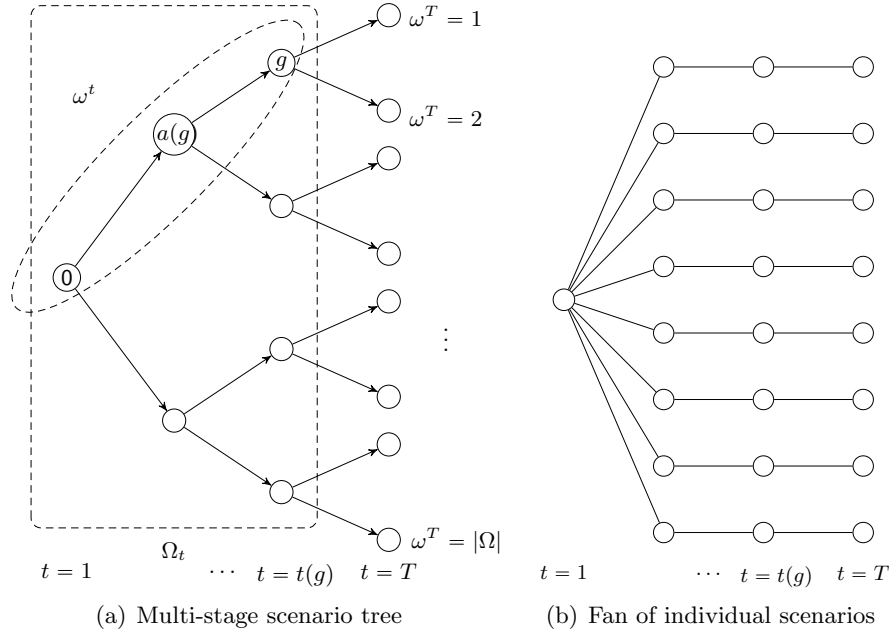 ω^T = 1
g
ω^t
ω^T = 2
a(g)
0
⋮
ω^T = |Ω|
Ω_t
t = 1 ⋯ t = t(g) t = T
(a) Multi-stage scenario tree
t = 1 ⋯ t = t(g) t = T
(b) Fan of individual scenarios